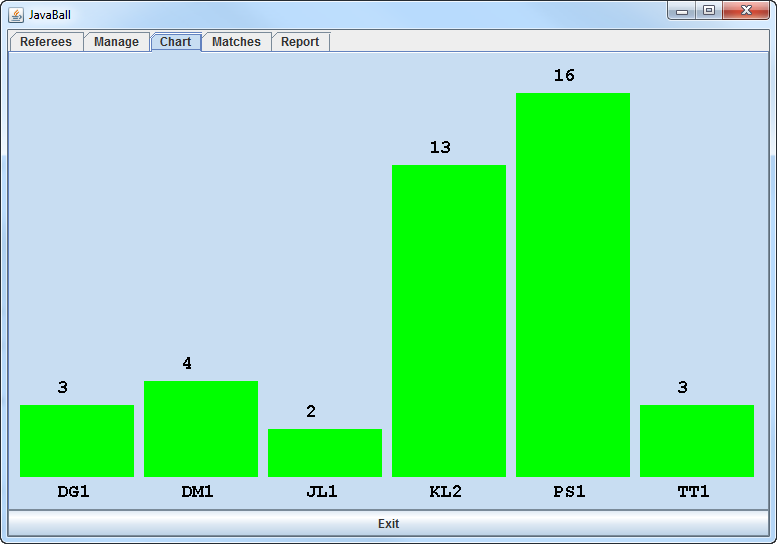 JavaBall
Referees Manage Chart Matches Report
16
13
4
3
3
2
DG1 DM1 JL1 KL2 PS1 TT1
Exit